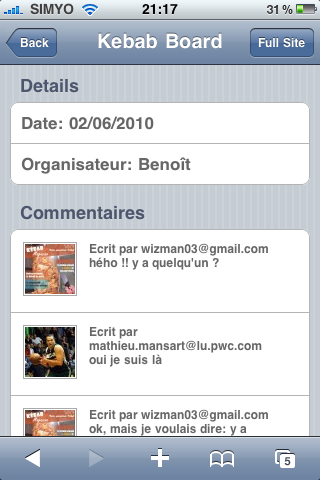 SIMYO 21:17 31 %
Back Kebab Board Full Site
Details
Date: 02/06/2010
Organisateur: Benoît
Commentaires
KEBAB
Ecrit par wizman03@gmail.com
hého !! y a quelqu'un ?
Ecrit par
mathieu.mansart@lu.pwc.com
oui je suis là
KEBAB
Ecrit par wizman03@gmail.com
ok, mais je voulais dire: y a
5